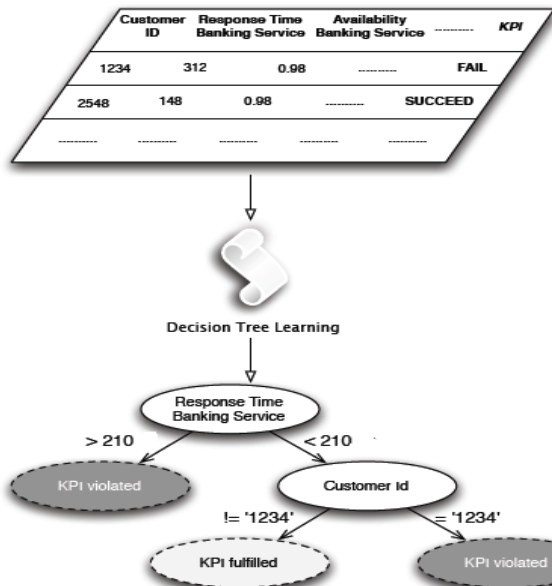 Customer ID Response Time Banking Service Availability Banking Service ---------- KPI
1234 312 0.98 ---------- FAIL
2548 148 0.98 ---------- SUCCEED
---------- ---------- ---------- ---------- ----------
Decision Tree Learning
Response Time
Banking Service
> 210 < 210
KPI violated Customer Id
!= '1234' = '1234'
KPI fulfilled KPI violated